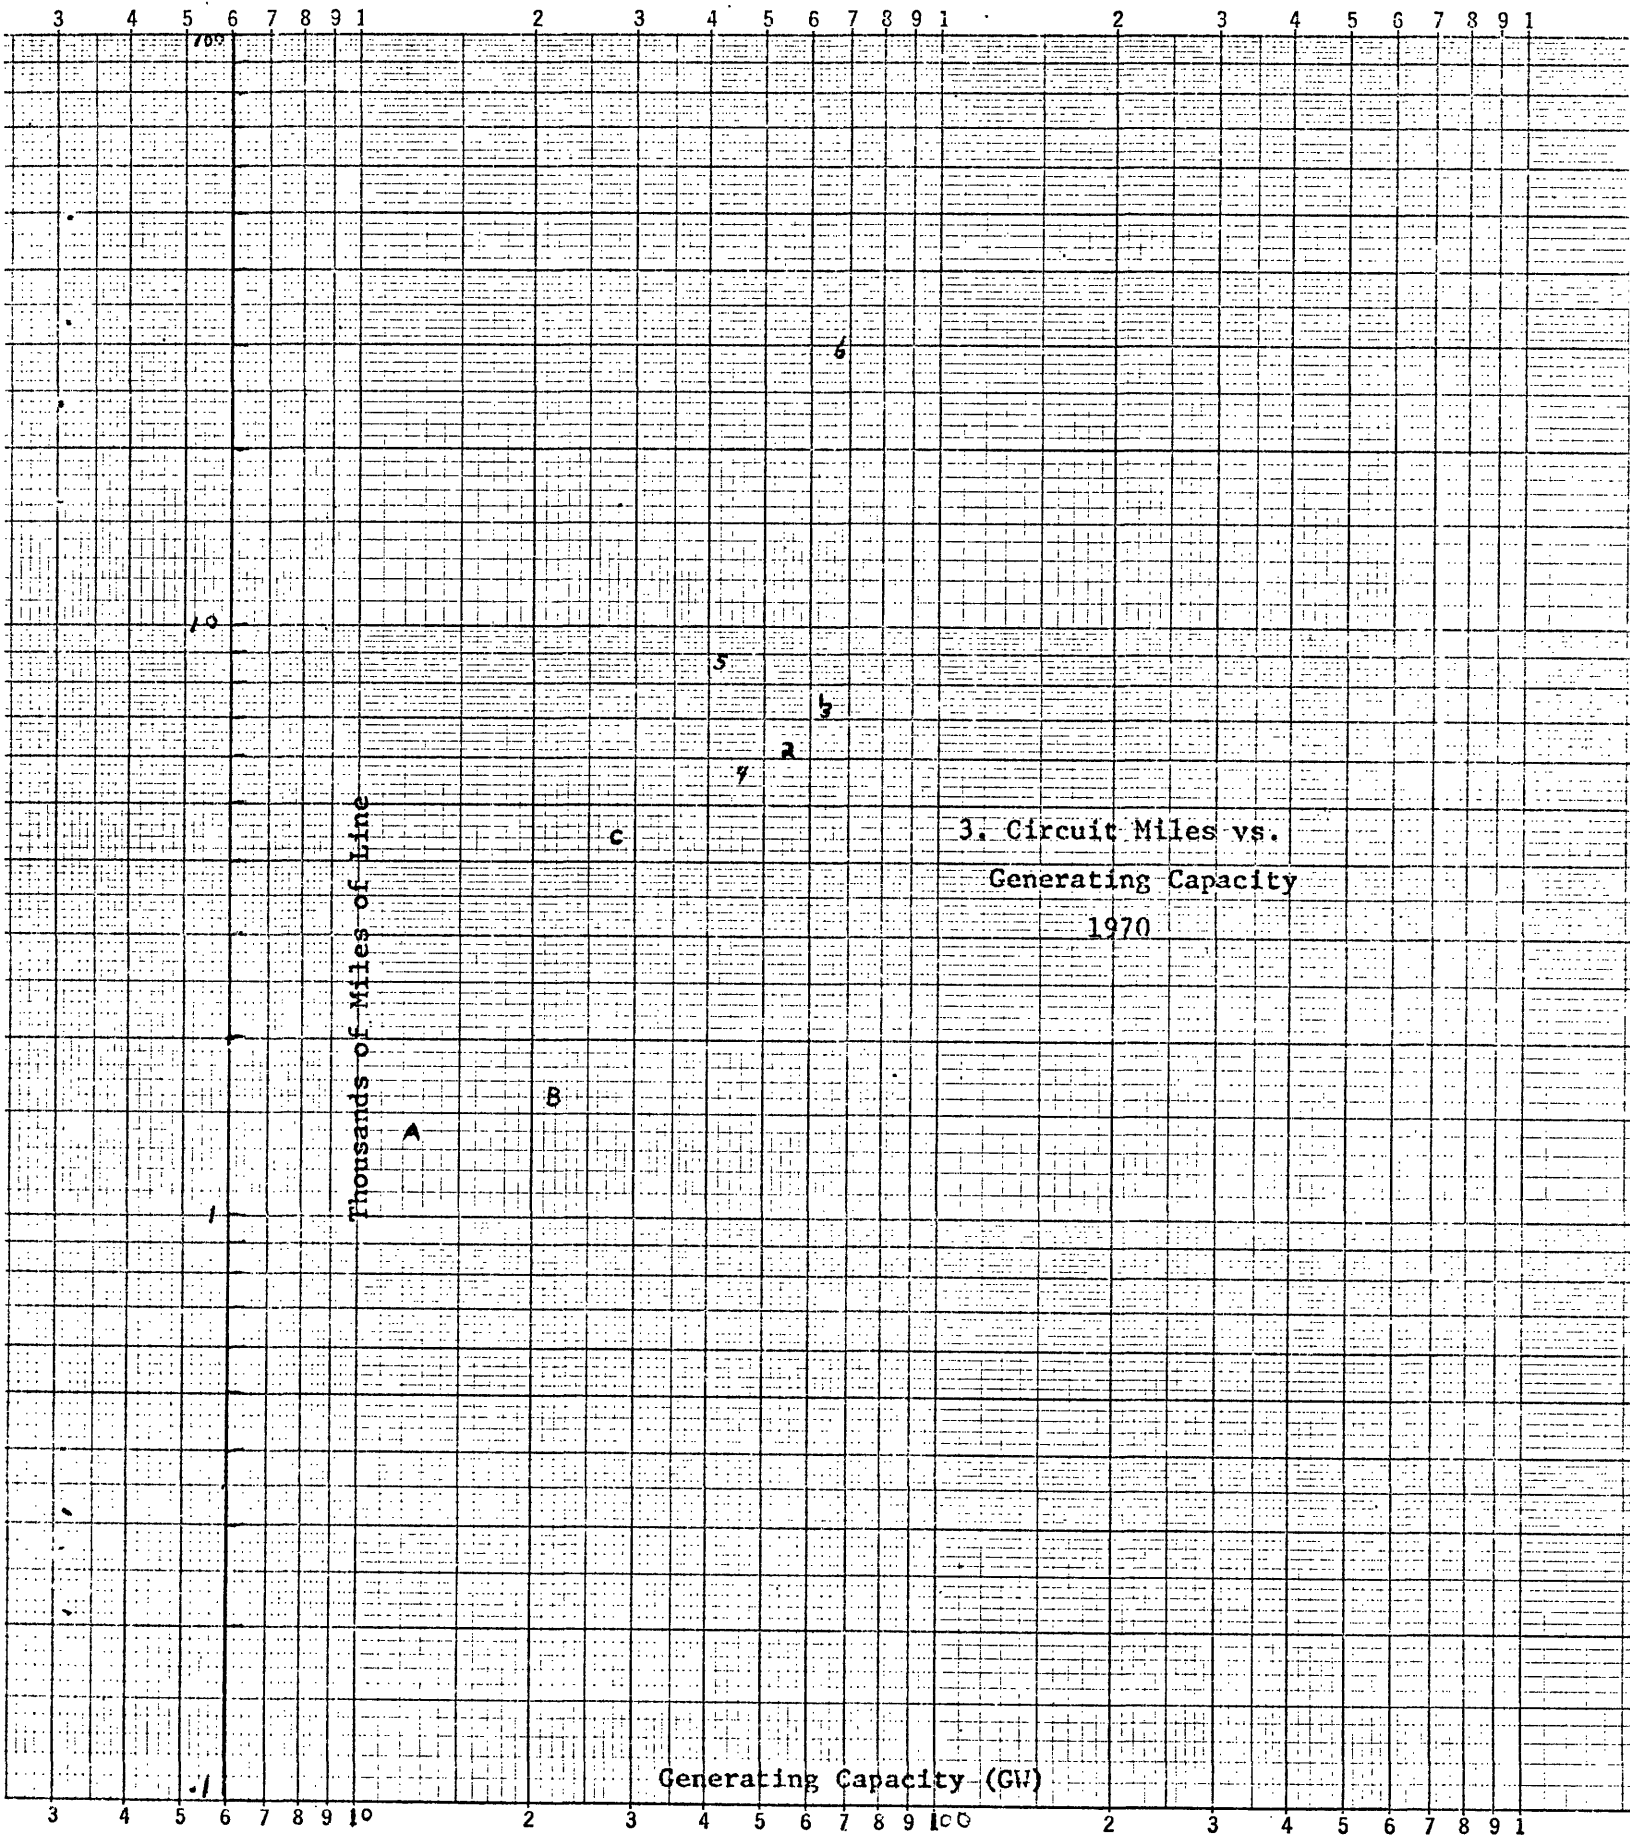 3 4 5 6 7 8 9 1 2 3 4 5 6 7 8 9 1 2 3 4 5 6 7 8 9 1
100
6
10
5
1
3
2
4
C
3. Circuit Miles vs.
Generating Capacity
1970
Thousands of Miles of Line
B
A
1
.1
Generating Capacity (GW)
3 4 5 6 7 8 9 10 2 3 4 5 6 7 8 9 100 2 3 4 5 6 7 8 9 1